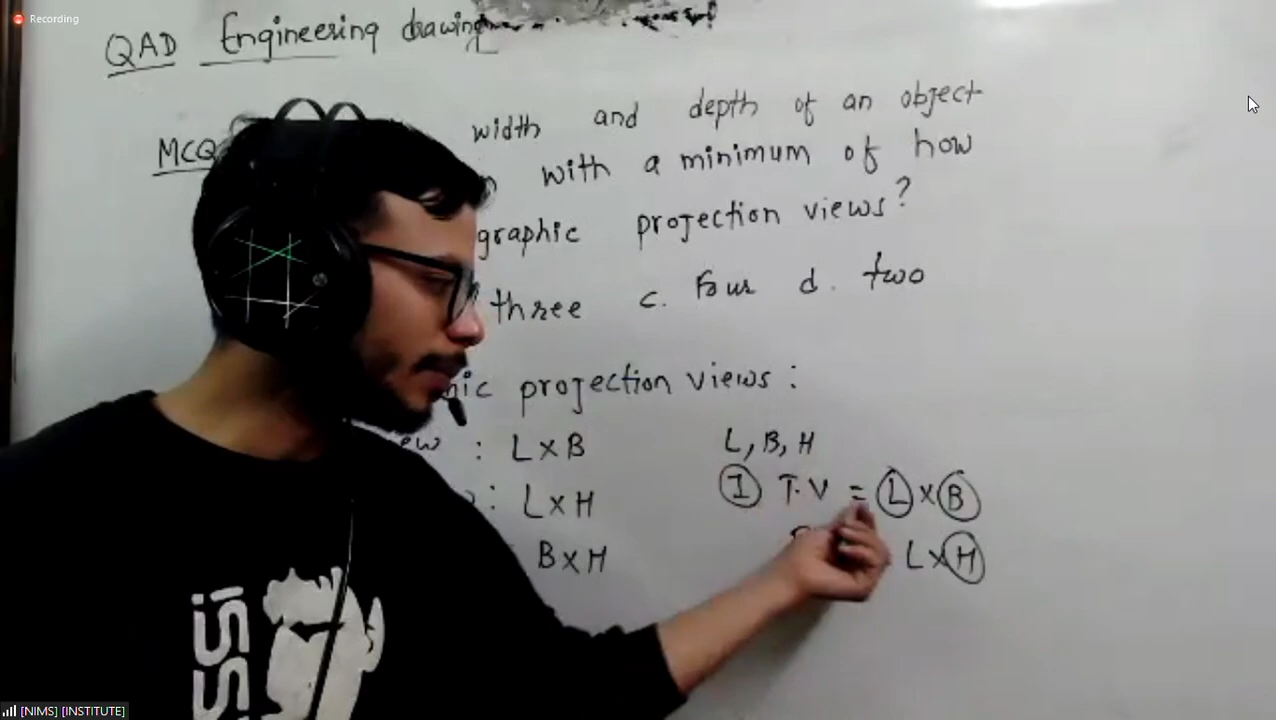 Recording
QAD Engineering drawing
MCQ width and depth of an object
with a minimum of how
graphic projection views?
three c. Four d. two
ic projection views :
ew : L×B L, B, H
① T.V = L × B
: L×H
L×H
B×H
[NIMS] [INSTITUTE]